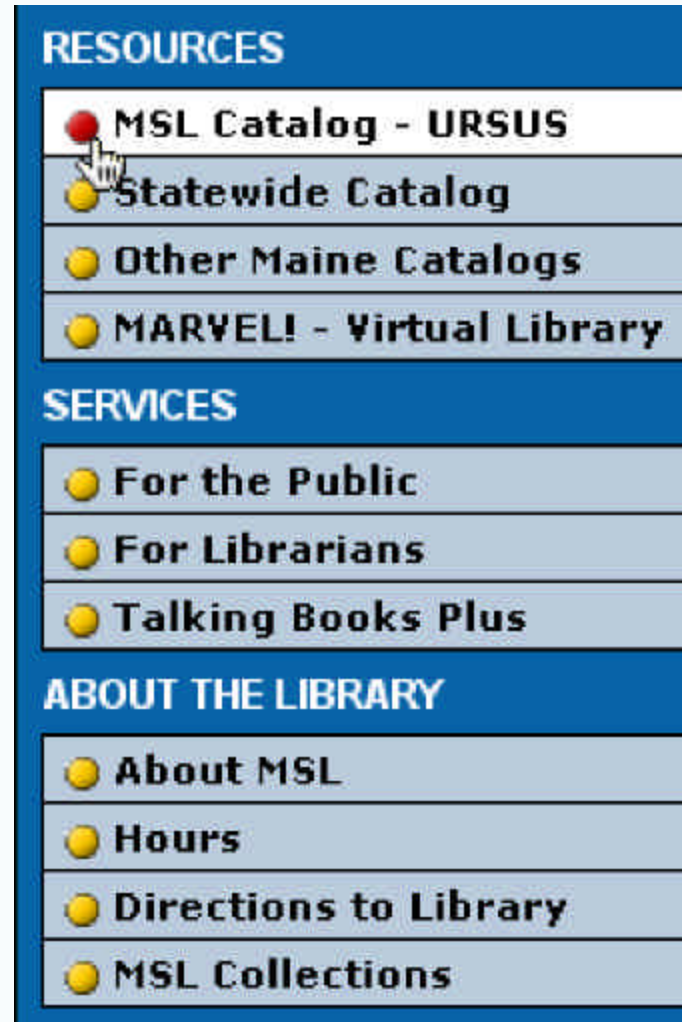 RESOURCES
MSL Catalog - URSUS
Statewide Catalog
Other Maine Catalogs
MARVEL! - Virtual Library
SERVICES
For the Public
For Librarians
Talking Books Plus
ABOUT THE LIBRARY
About MSL
Hours
Directions to Library
MSL Collections